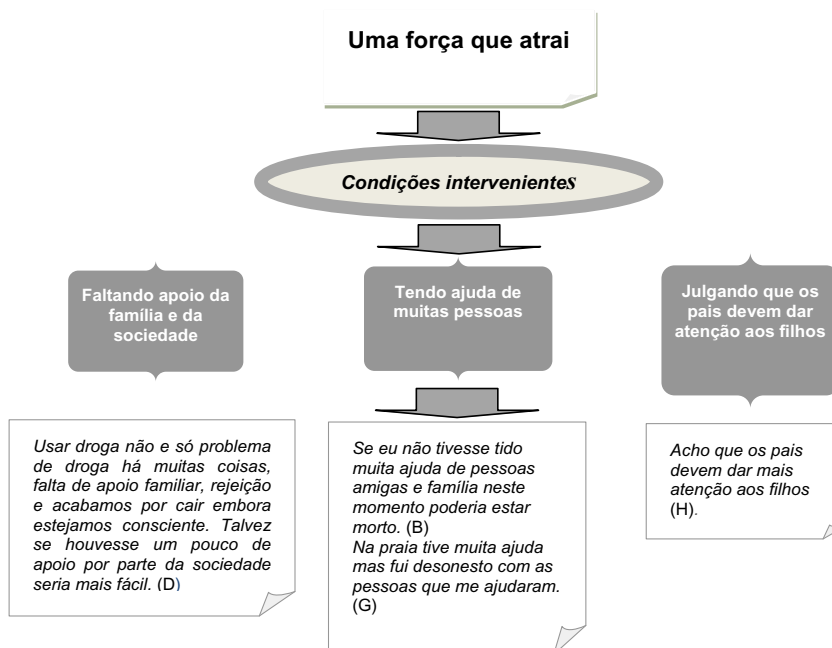 Uma força que atrai
Condições intervenientes
Faltando apoio da
família e da
sociedade
Tendo ajuda de
muitas pessoas
Julgando que os
pais devem dar
atenção aos filhos
Usar droga não e só problema
de droga há muitas coisas,
falta de apoio familiar, rejeição
e acabamos por cair embora
estejamos consciente. Talvez
se houvesse um pouco de
apoio por parte da sociedade
seria mais fácil. (D)
Se eu não tivesse tido
muita ajuda de pessoas
amigas e família neste
momento poderia estar
morto. (B)
Na praia tive muita ajuda
mas fui desonesto com as
pessoas que me ajudaram.
(G)
Acho que os pais
devem dar mais
atenção aos filhos
(H).